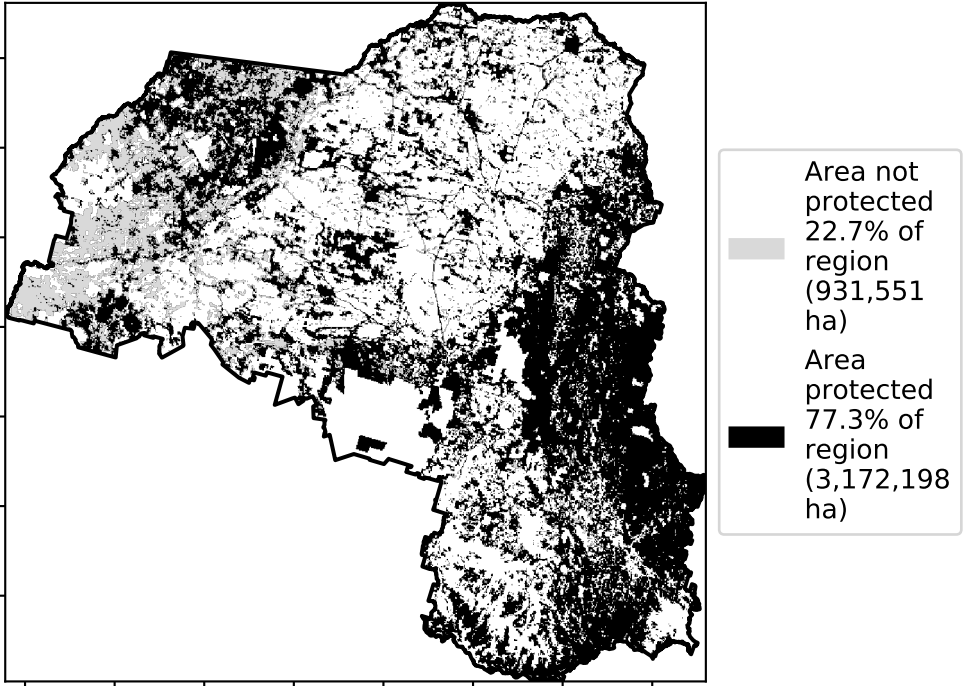 Area not
protected
22.7% of
region
(931,551
ha)
Area
protected
77.3% of
region
(3,172,198
ha)